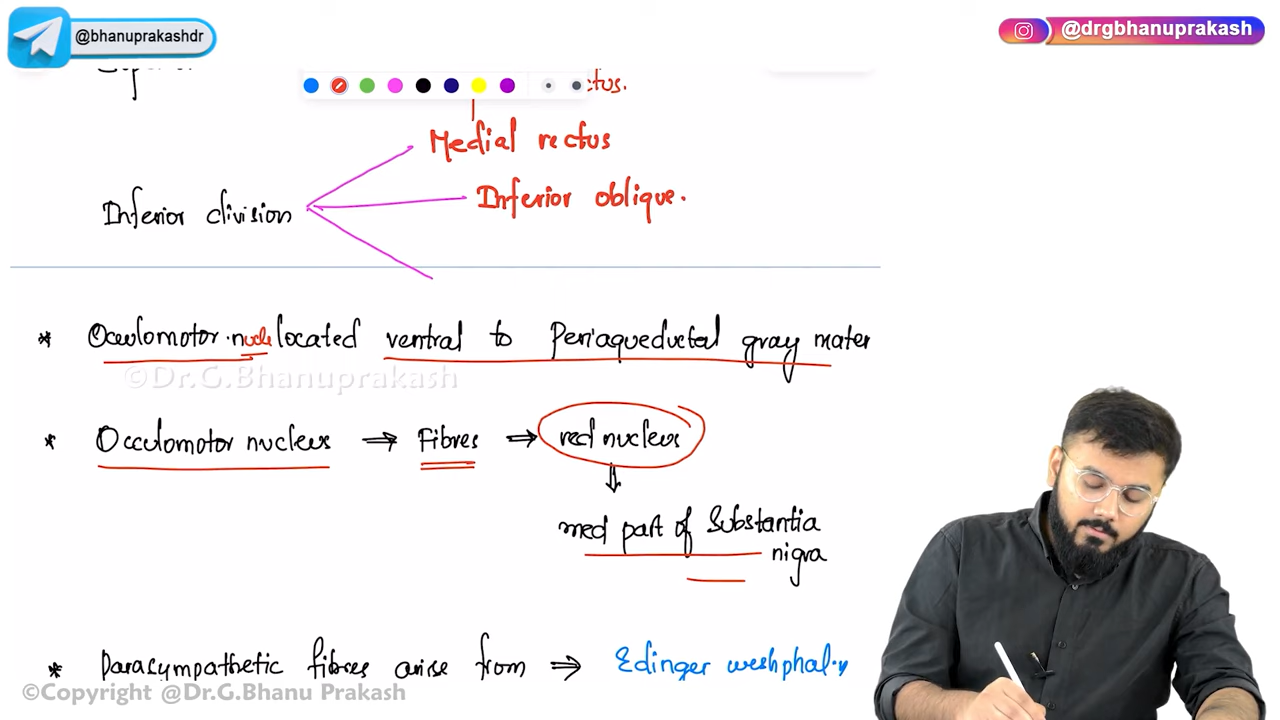 @bhanuprakashdr
@drgbhanuprakash
Medial rectus
Inferior division
Inferior oblique.
* Occulomotor nucle located ventral to Periaqueductal gray mater
©Dr.G.Bhanuprakash
* Occulomotor nucleus ⇒ Fibres ⇒ red nucleus
⇓
med part of Substantia
nigra
* Parasympathetic fibres arise from ⇒ Edinger westphal
©Copyright @Dr.G.Bhanu Prakash